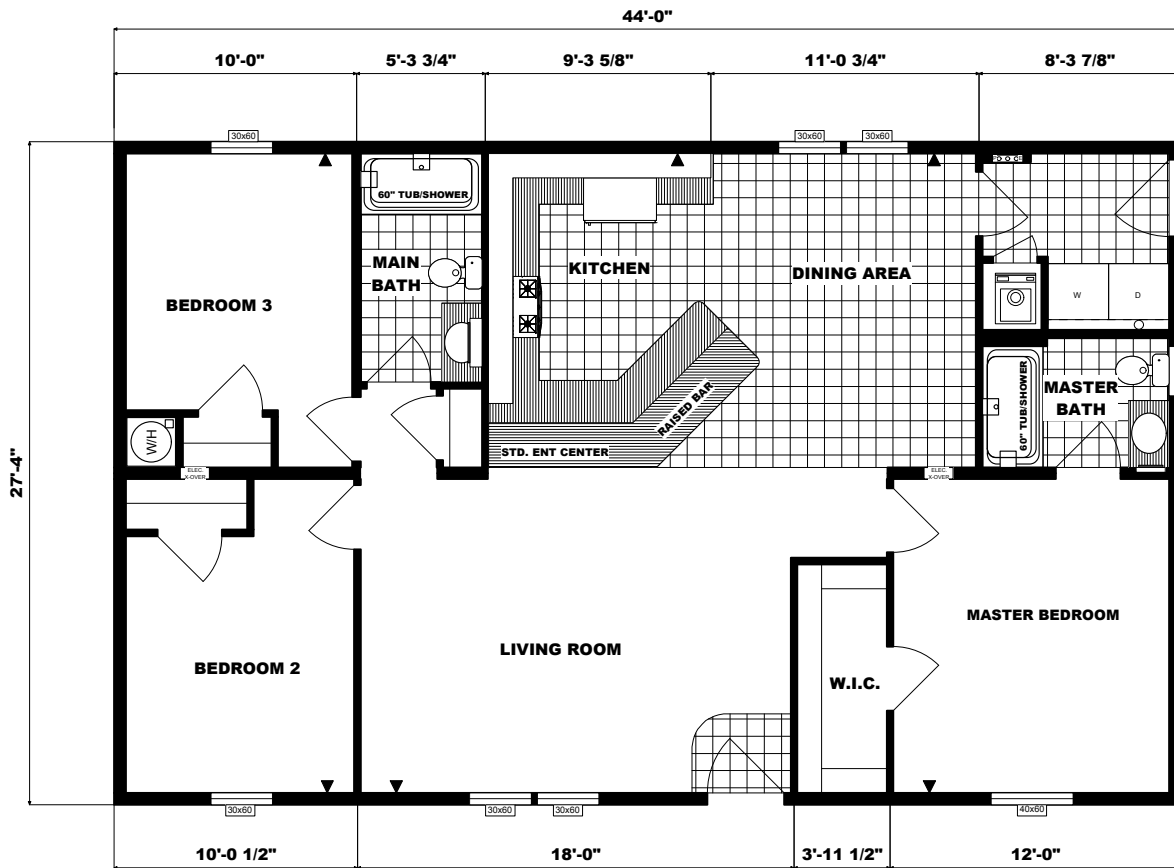 44'-0"
10'-0"
5'-3 3/4"
9'-3 5/8"
11'-0 3/4"
8'-3 7/8"
30x60
30x60
30x60
60" TUB/SHOWER
MAIN
BATH
KITCHEN
DINING AREA
BEDROOM 3
W
D
RAISED BAR
60" TUB/SHOWER
MASTER
BATH
W/H
STD. ENT CENTER
ELEC.
X-OVER
ELEC.
X-OVER
27'-4"
MASTER BEDROOM
LIVING ROOM
BEDROOM 2
W.I.C.
30x60
30x60
30x60
40x60
10'-0 1/2"
18'-0"
3'-11 1/2"
12'-0"